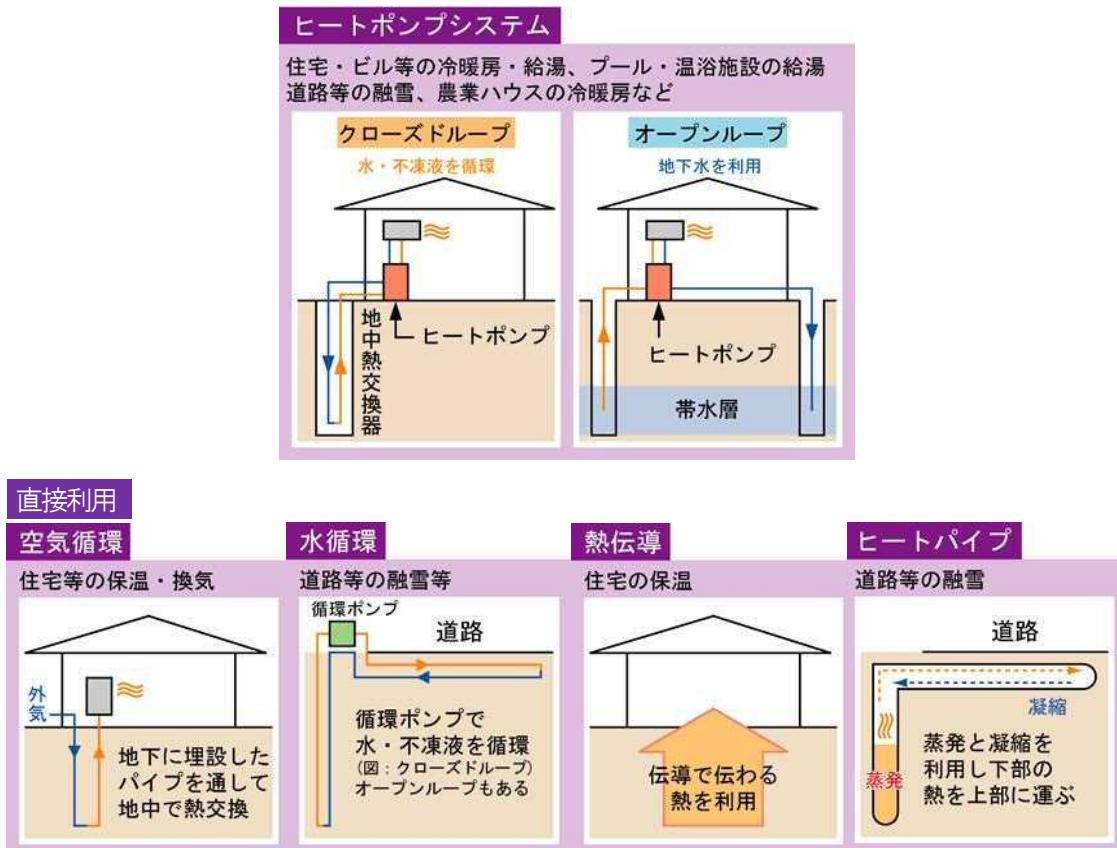 ヒートポンプシステム
住宅・ビル等の冷暖房・給湯、プール・温浴施設の給湯
道路等の融雪、農業ハウスの冷暖房など
クローズドループ
水・不凍液を循環
地中熱交換器
ヒートポンプ
オープンループ
地下水を利用
ヒートポンプ
帯水層
直接利用
空気循環
住宅等の保温・換気
外気
地下に埋設した
パイプを通して
地中で熱交換
水循環
道路等の融雪等
循環ポンプ
道路
循環ポンプで
水・不凍液を循環
(図：クローズドループ)
オープンループもある
熱伝導
住宅の保温
伝導で伝わる
熱を利用
ヒートパイプ
道路等の融雪
道路
凝縮
蒸発
蒸発と凝縮を
利用し下部の
熱を上部に運ぶ